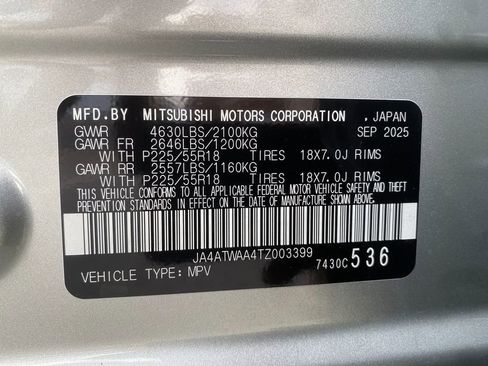 MFD.BY MITSUBISHI MOTORS CORPORATION , JAPAN
GVWR 4630LBS/2100KG SEP 2025
GAWR FR 2646LBS/1200KG
WITH P225/55R18 TIRES 18X7.0J RIMS
GAWR RR 2557LBS/1160KG
WITH P225/55R18 TIRES 18X7.0J RIMS
THIS VEHICLE CONFORMS TO ALL APPLICABLE FEDERAL MOTOR VEHICLE SAFETY AND THEFT
PREVENTION STANDARDS IN EFFECT ON THE DATE OF MANUFACTURE SHOWN ABOVE.
JA4ATWAA4TZ003399 7430C 536
VEHICLE TYPE: MPV